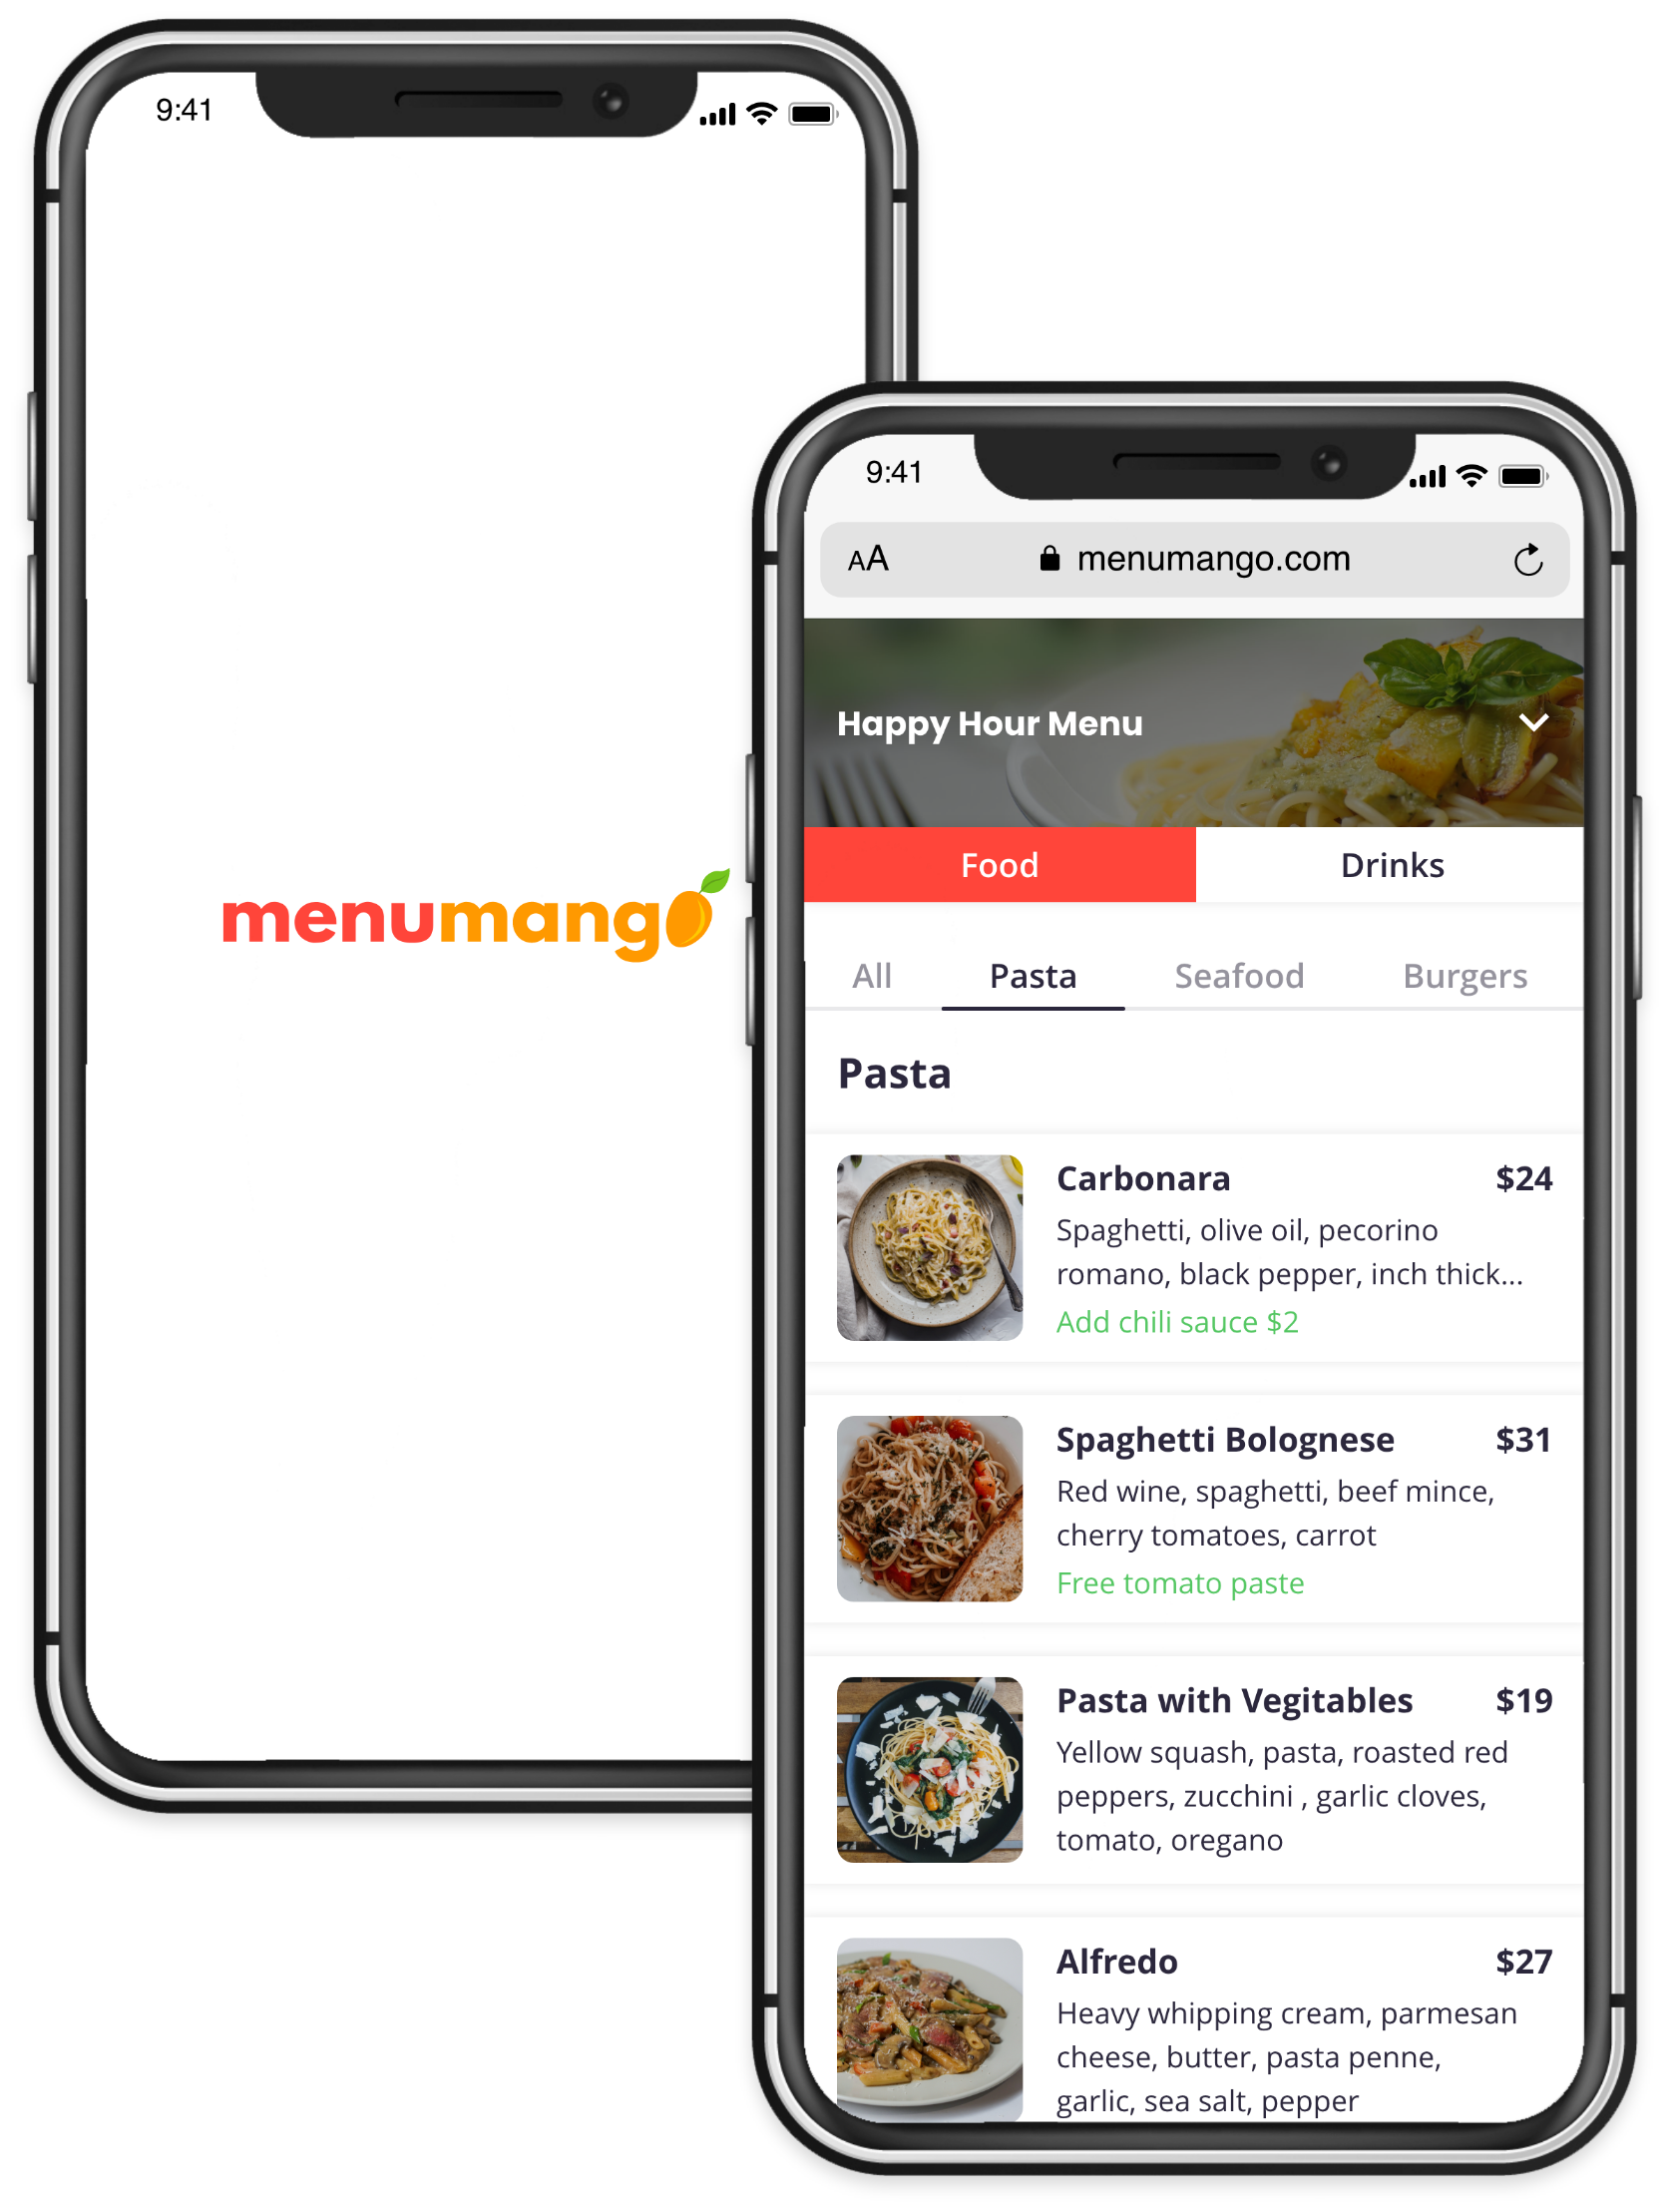 9:41
menumango
9:41
AA menumango.com
Happy Hour Menu
Food Drinks
All Pasta Seafood Burgers
Pasta
Carbonara $24
Spaghetti, olive oil, pecorino
romano, black pepper, inch thick...
Add chili sauce $2
Spaghetti Bolognese $31
Red wine, spaghetti, beef mince,
cherry tomatoes, carrot
Free tomato paste
Pasta with Vegitables $19
Yellow squash, pasta, roasted red
peppers, zucchini , garlic cloves,
tomato, oregano
Alfredo $27
Heavy whipping cream, parmesan
cheese, butter, pasta penne,
garlic, sea salt, pepper